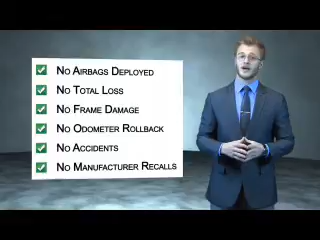 No Airbags Deployed
No Total Loss
No Frame Damage
No Odometer Rollback
No Accidents
No Manufacturer Recalls